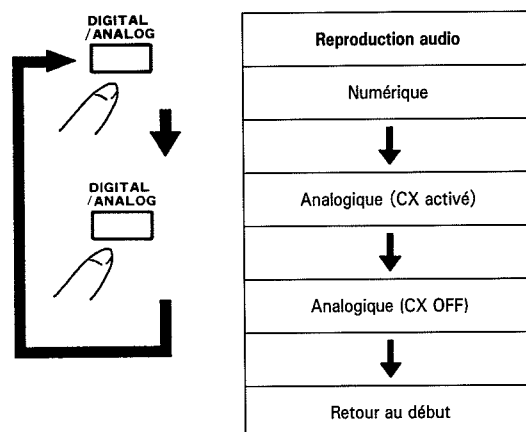 DIGITAL
/ANALOG
DIGITAL
/ANALOG
Reproduction audio
Numérique
Analogique (CX activé)
Analogique (CX OFF)
Retour au début